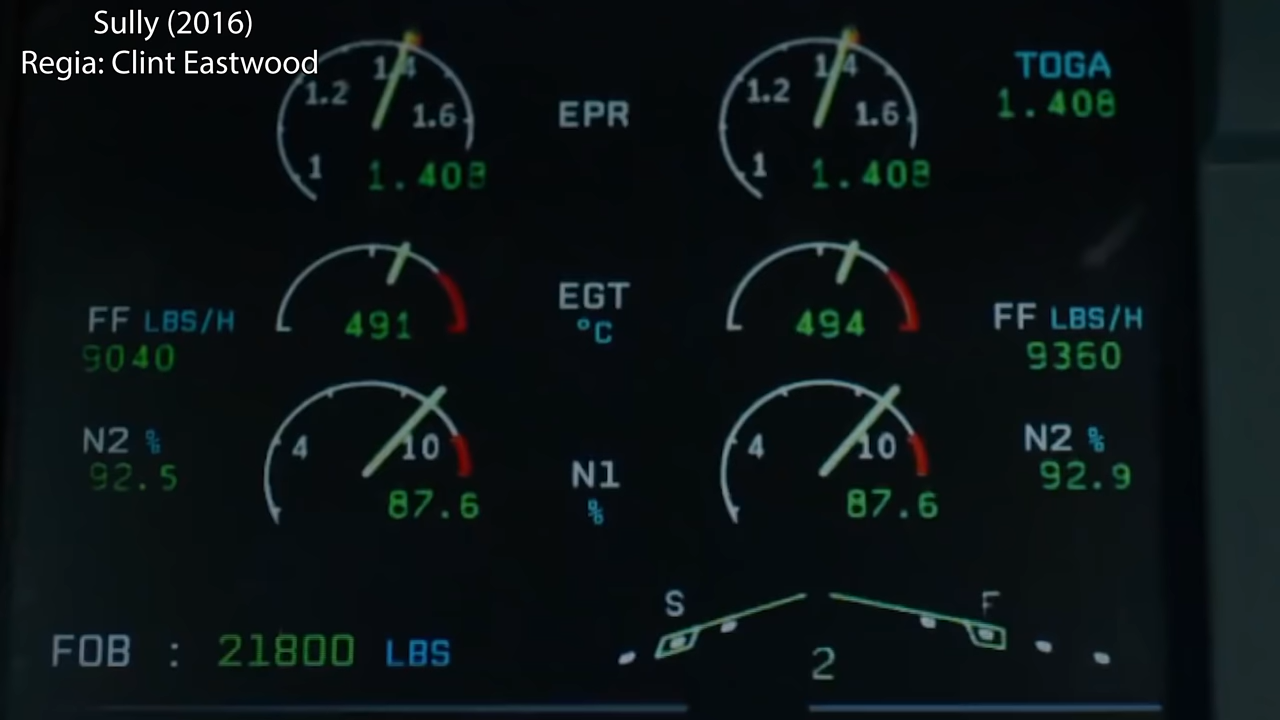 Sully (2016)
Regia: Clint Eastwood
1 1.2 1.4 1.6
1.408
EPR
1 1.2 1.4 1.6
1.408
TOGA
1.408
FF LBS/H
9040
491
EGT
°C
494
FF LBS/H
9360
N2 %
92.5
4 10
87.6
N1
%
4 10
87.6
N2 %
92.9
FOB : 21800 LBS
S F
2